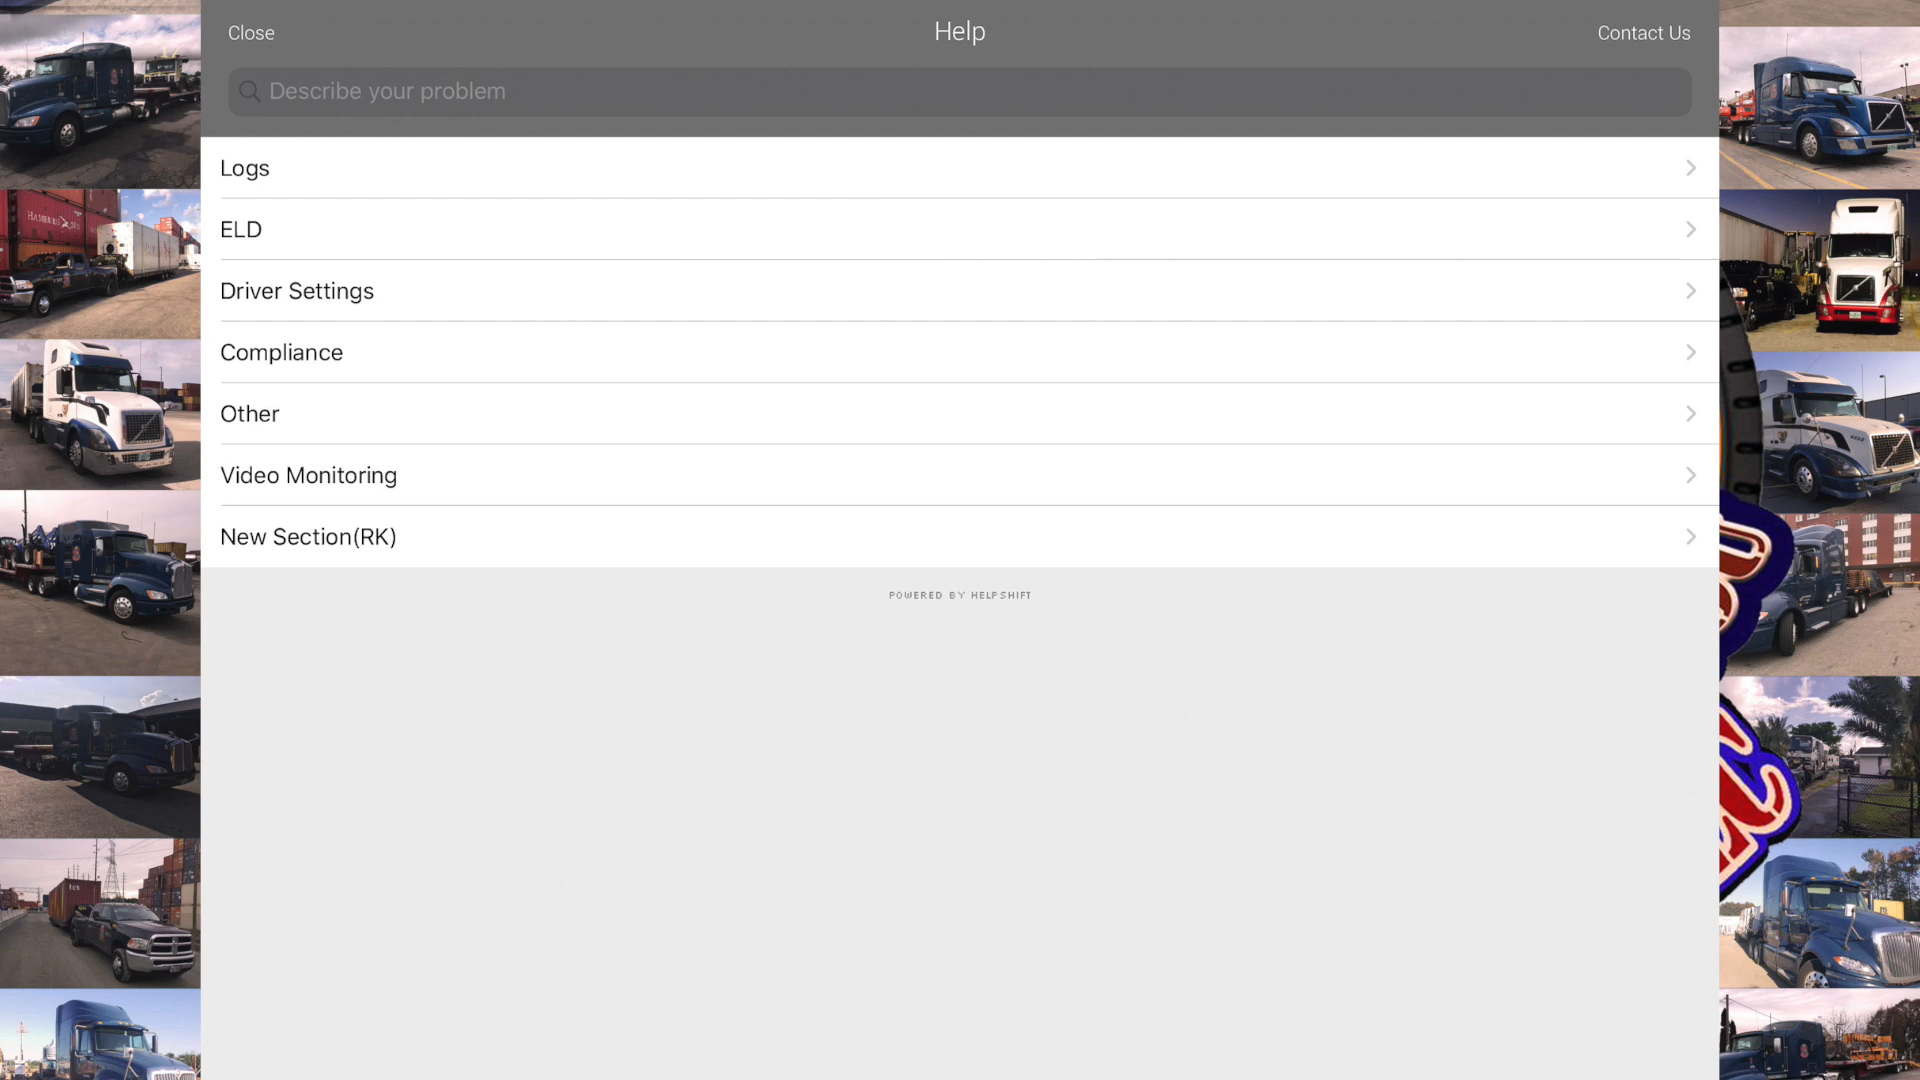 Close
Help
Contact Us
Describe your problem
Logs
ELD
Driver Settings
Compliance
Other
Video Monitoring
New Section(RK)
POWERED BY HELPSHIFT